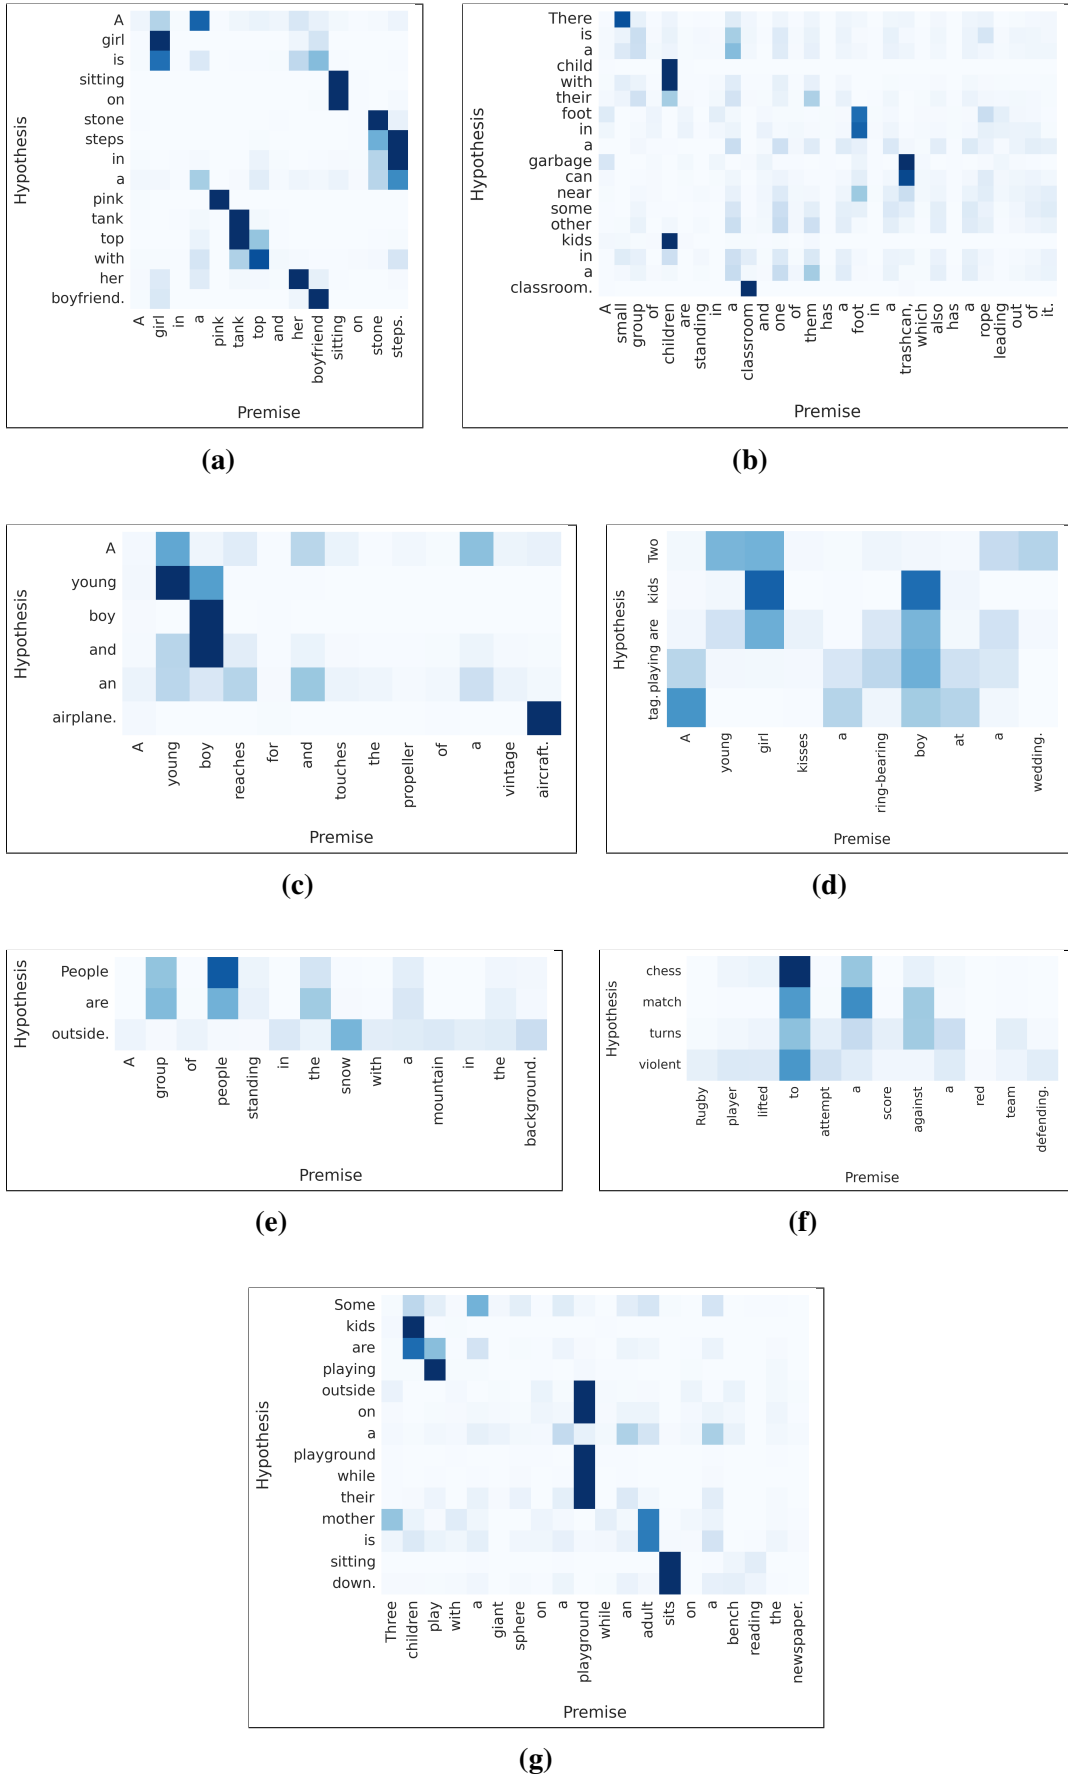 Hypothesis
A
girl
is
sitting
on
stone
steps
in
a
pink
tank
top
with
her
boyfriend.
A girl in a pink tank top and her boyfriend sitting on stone steps.
Premise
(a)
Hypothesis
There
is
a
child
with
their
foot
in
a
garbage
can
near
some
other
kids
in
a
classroom.
A small group of children are standing in a classroom and one of them has a foot in a trashcan, which also has a rope leading out of it.
Premise
(b)
Hypothesis
A
young
boy
and
an
airplane.
A young boy reaches for and touches the propeller of a vintage aircraft.
Premise
(c)
Hypothesis
Two
kids
are
playing
tag.
A young girl kisses a ring-bearing boy at a wedding.
Premise
(d)
Hypothesis
People
are
outside.
A group of people standing in the snow with a mountain in the background.
Premise
(e)
Hypothesis
chess
match
turns
violent
Rugby player lifted to attempt a score against a red team defending.
Premise
(f)
Hypothesis
Some
kids
are
playing
outside
on
a
playground
while
their
mother
is
sitting
down.
Three children play with a giant sphere on a playground while an adult sits on a bench reading the newspaper.
Premise
(g)